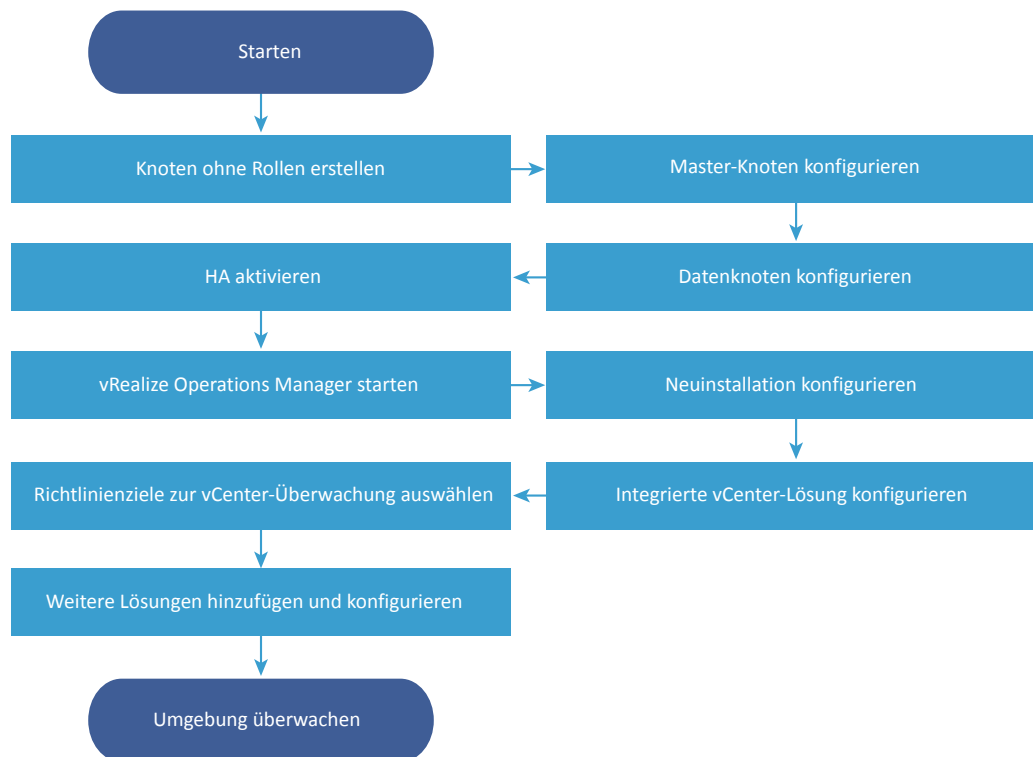 Starten
Knoten ohne Rollen erstellen
Master-Knoten konfigurieren
Datenknoten konfigurieren
HA aktivieren
vRealize Operations Manager starten
Neuinstallation konfigurieren
Integrierte vCenter-Lösung konfigurieren
Richtlinienziele zur vCenter-Überwachung auswählen
Weitere Lösungen hinzufügen und konfigurieren
Umgebung überwachen